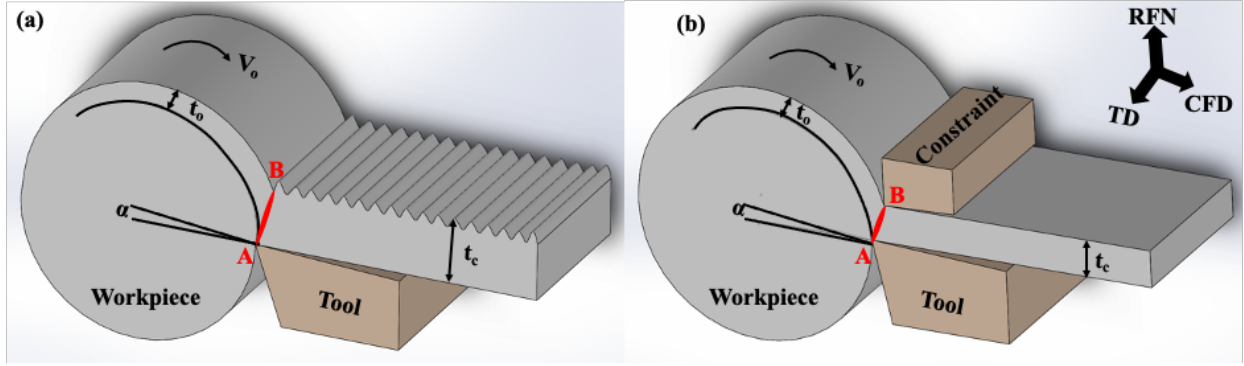 (a)
Vo
to
B
α
A
tc
Workpiece
Tool
(b)
RFN
TD
CFD
Vo
to
Constraint
B
α
A
tc
Workpiece
Tool